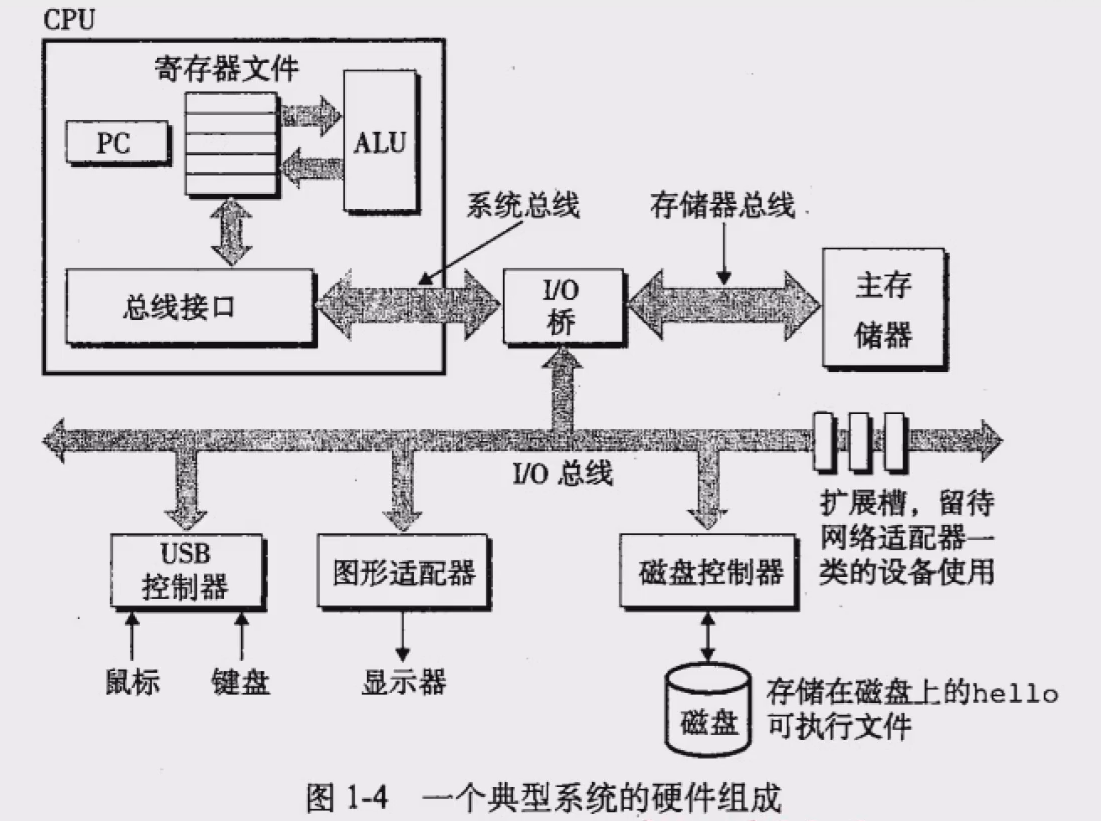 CPU
寄存器文件
PC
ALU
系统总线
存储器总线
总线接口
I/O
桥
主存
储器
I/O 总线
扩展槽，留待
网络适配器一
类的设备使用
USB
控制器
图形适配器
磁盘控制器
鼠标
键盘
显示器
磁盘
存储在磁盘上的hello
可执行文件
图 1-4 一个典型系统的硬件组成